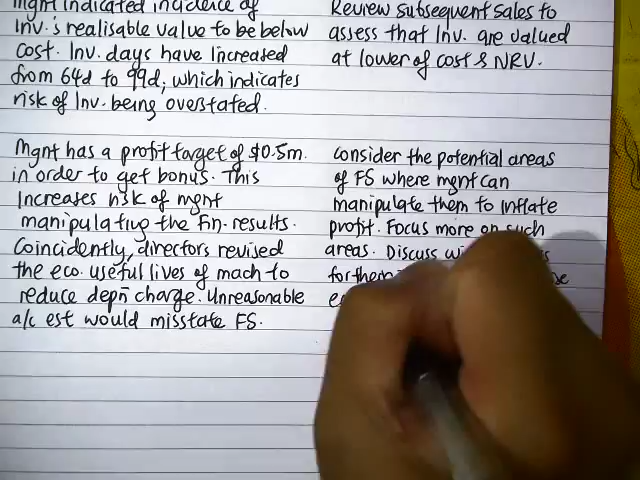 mgnt indicated incidence of
Inv.'s realisable value to be below
cost. Inv. days have increased
from 64d to 99d, which indicates
risk of Inv. being overstated.
Mgnt has a profit target of $0.5m.
in order to get bonus. This
increases risk of mgnt
manipulating the fin. results.
Coincidently, directors revised
the eco. useful lives of mach to
reduce depn charge. Unreasonable
a/c est would misstate FS.
Review subsequent sales to
assess that Inv. are valued
at lower of cost & NRV.
Consider the potential areas
of FS where mgnt can
manipulate them to inflate
profit. Focus more on such
areas. Discuss
for them